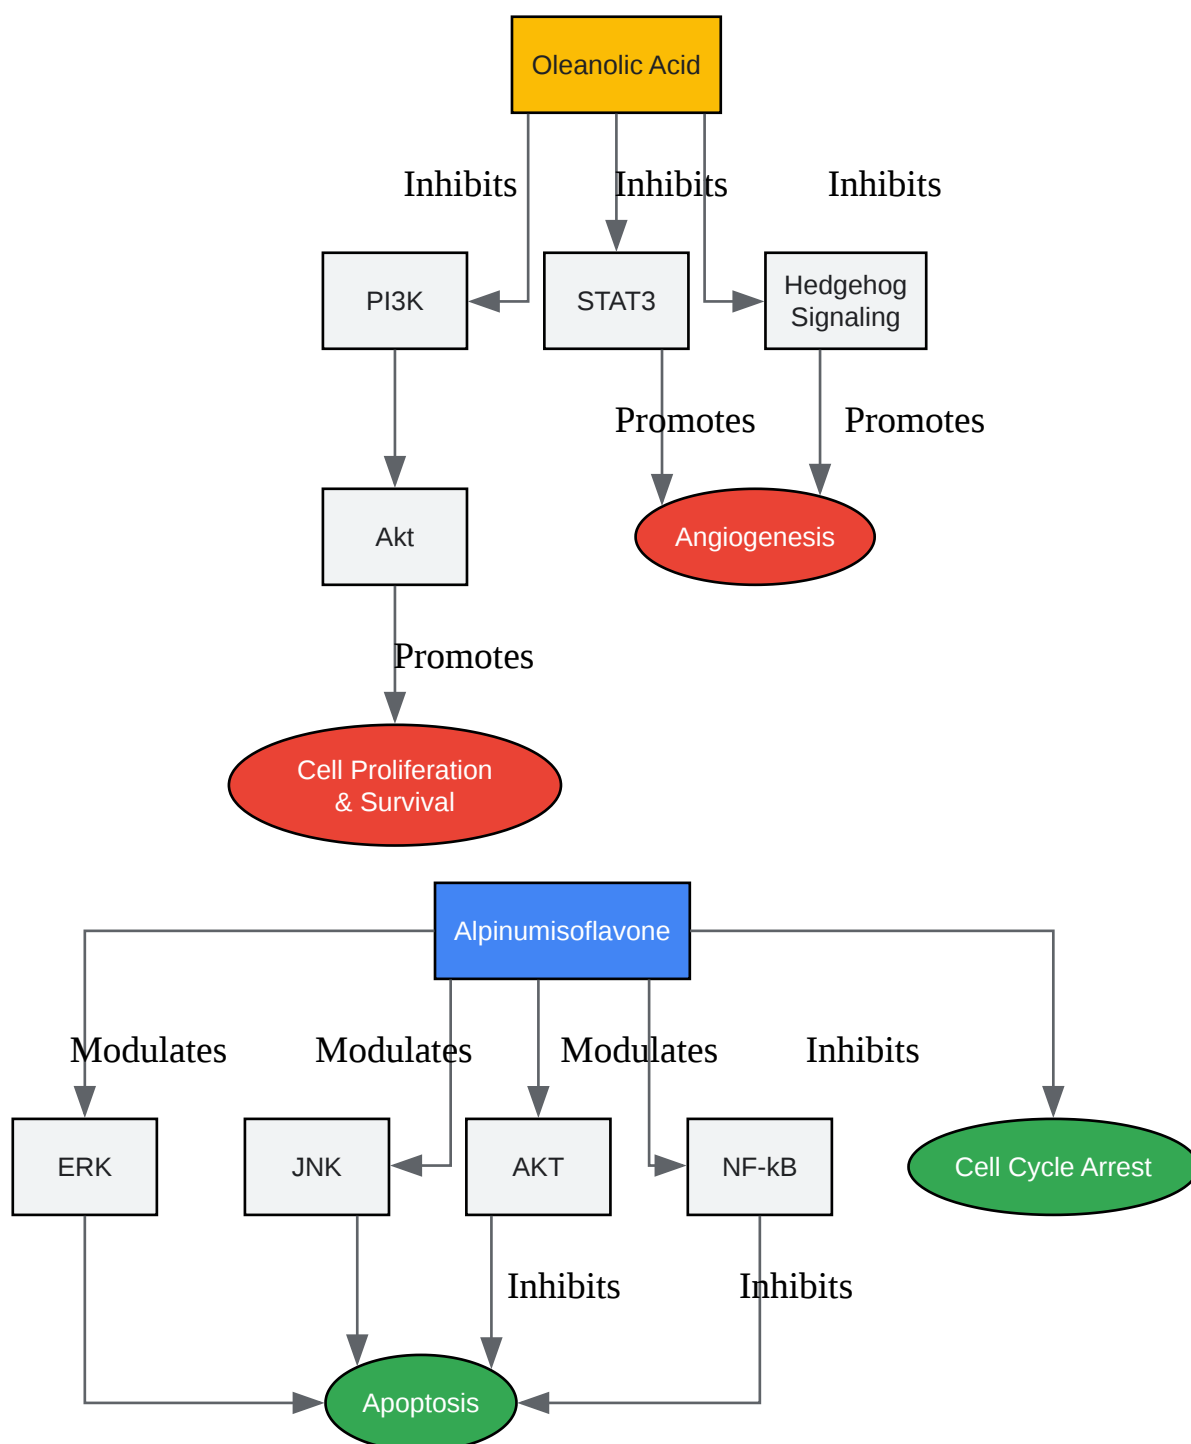 Oleanolic Acid
Inhibits
Inhibits
Inhibits
PI3K
STAT3
Hedgehog
Signaling
Promotes
Promotes
Akt
Angiogenesis
Promotes
Cell Proliferation
& Survival
Alpinumisoflavone
Modulates
Modulates
Modulates
Inhibits
ERK
JNK
AKT
NF-kB
Cell Cycle Arrest
Inhibits
Inhibits
Apoptosis